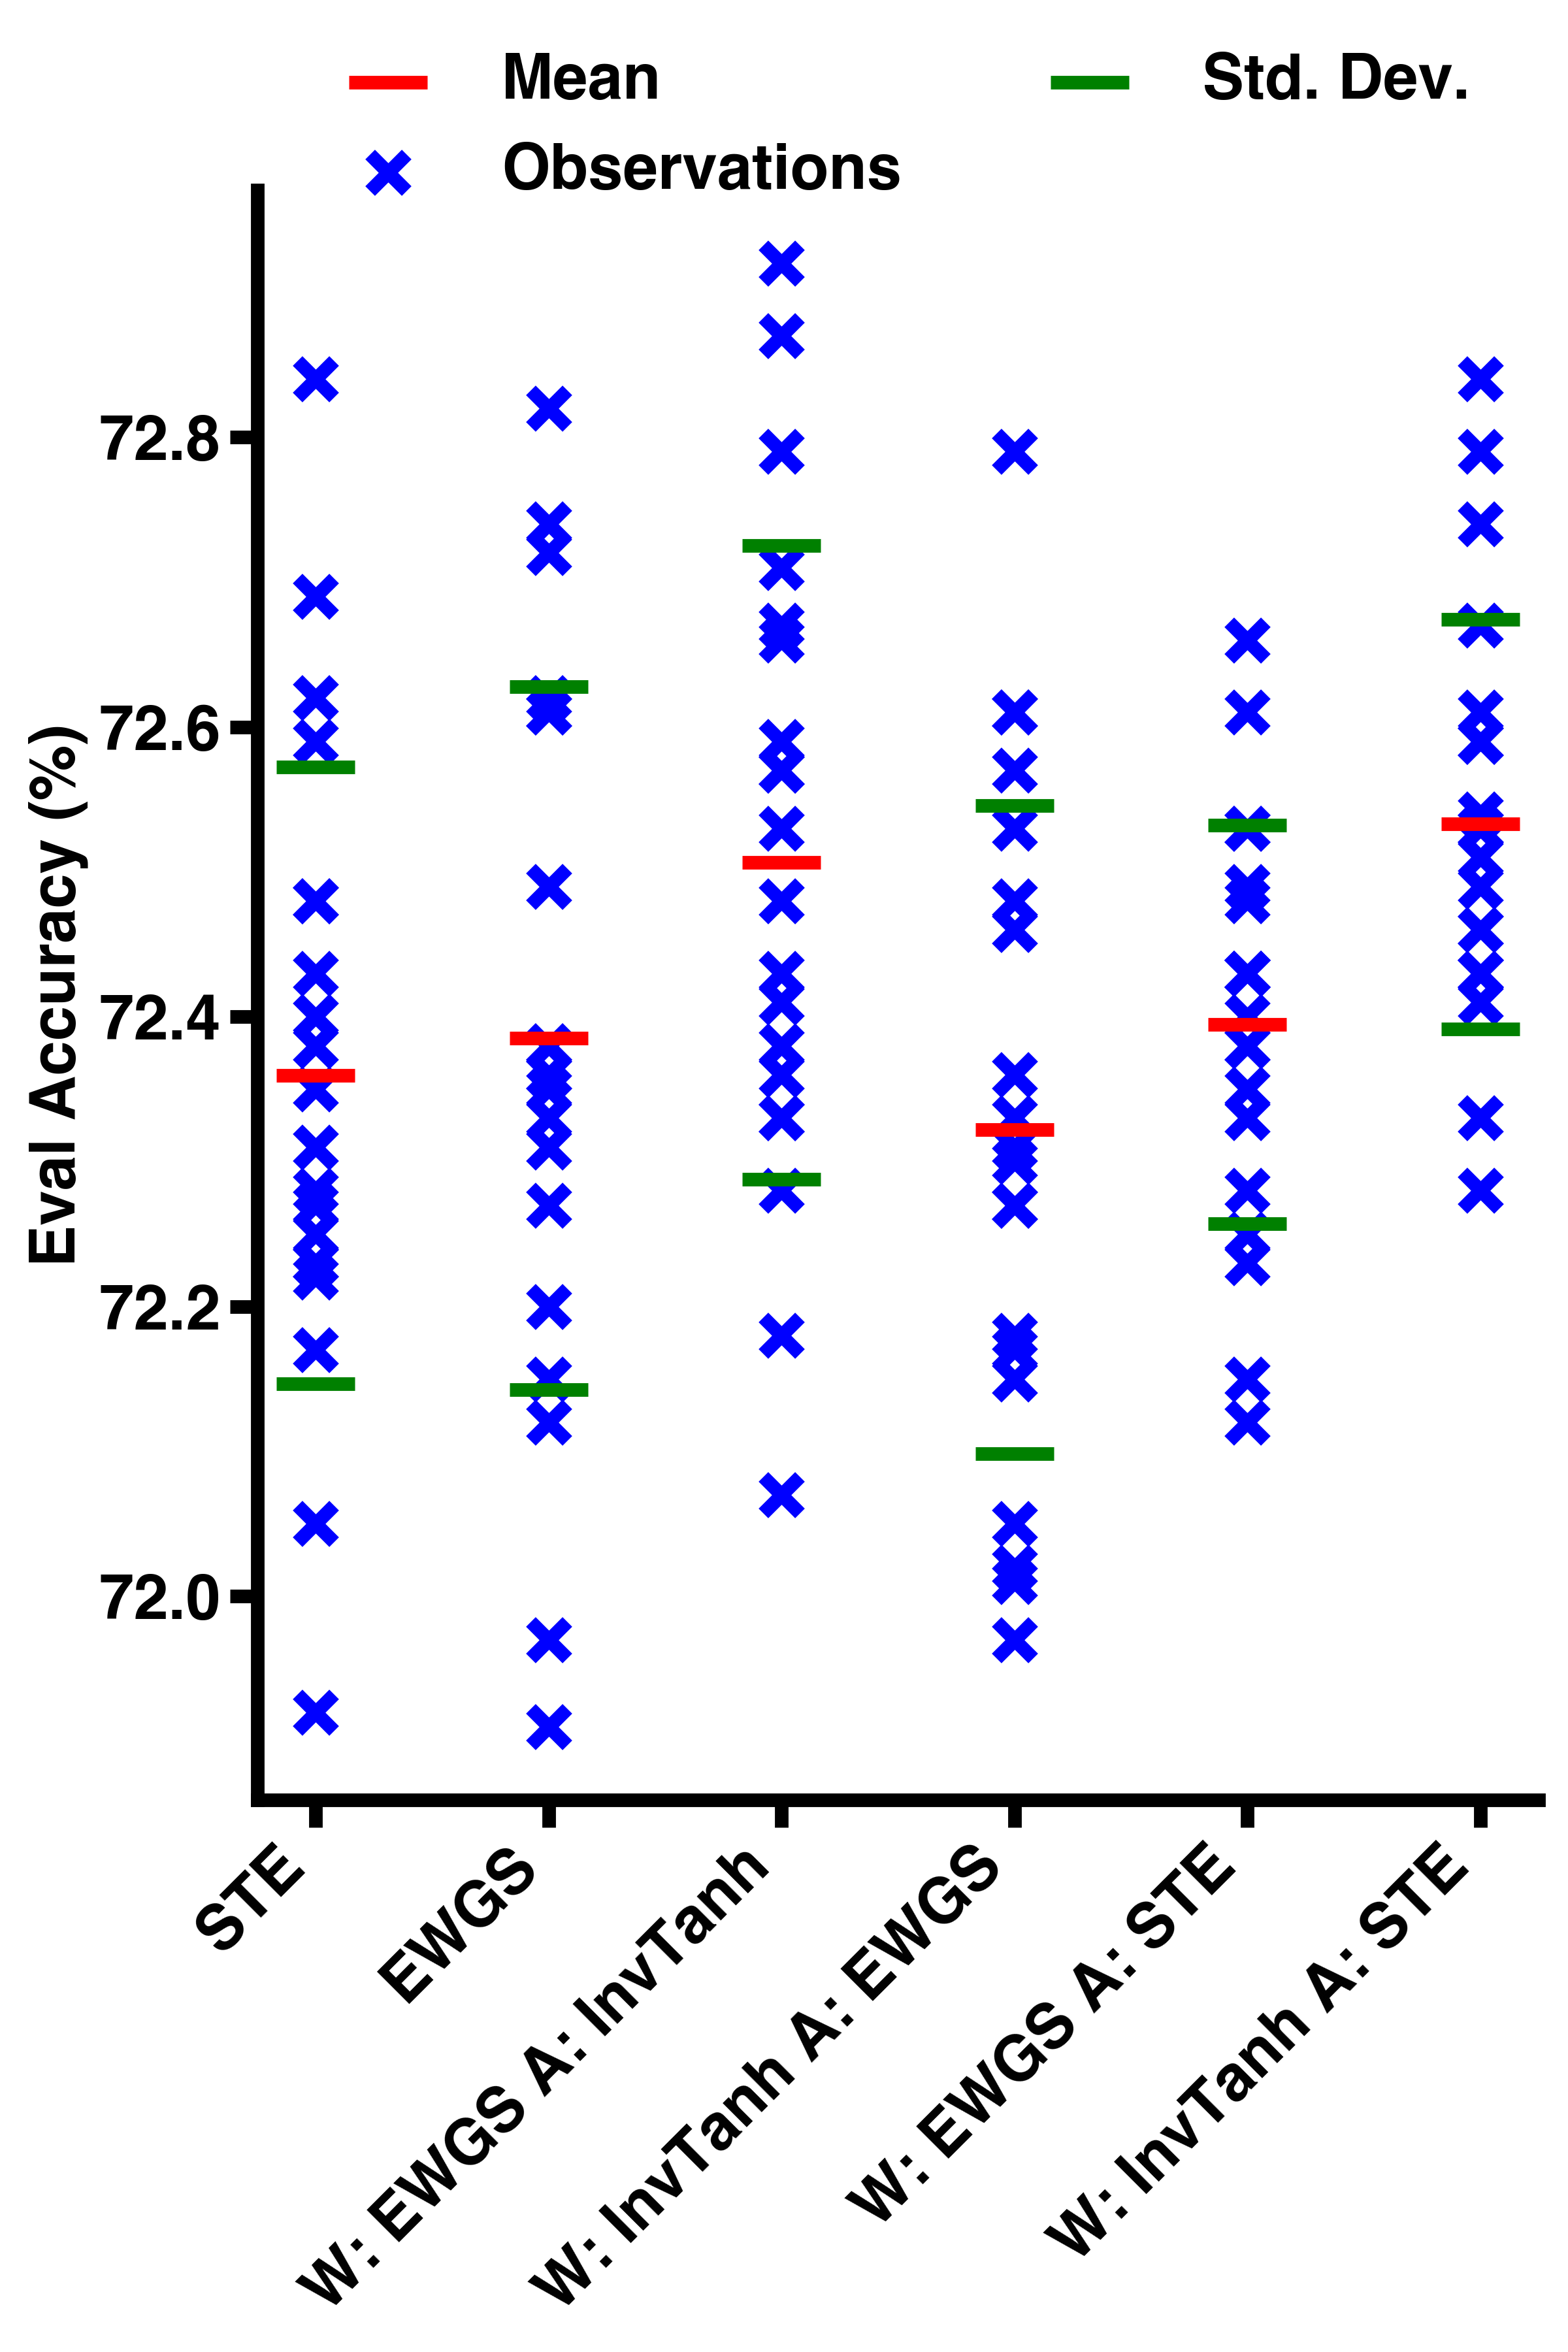 Mean
Std. Dev.
Observations
Eval Accuracy (%)
72.8
72.6
72.4
72.2
72.0
STE
EWGS
W: EWGS A: InvTanh
W: InvTanh A: EWGS
W: EWGS A: STE
W: InvTanh A: STE